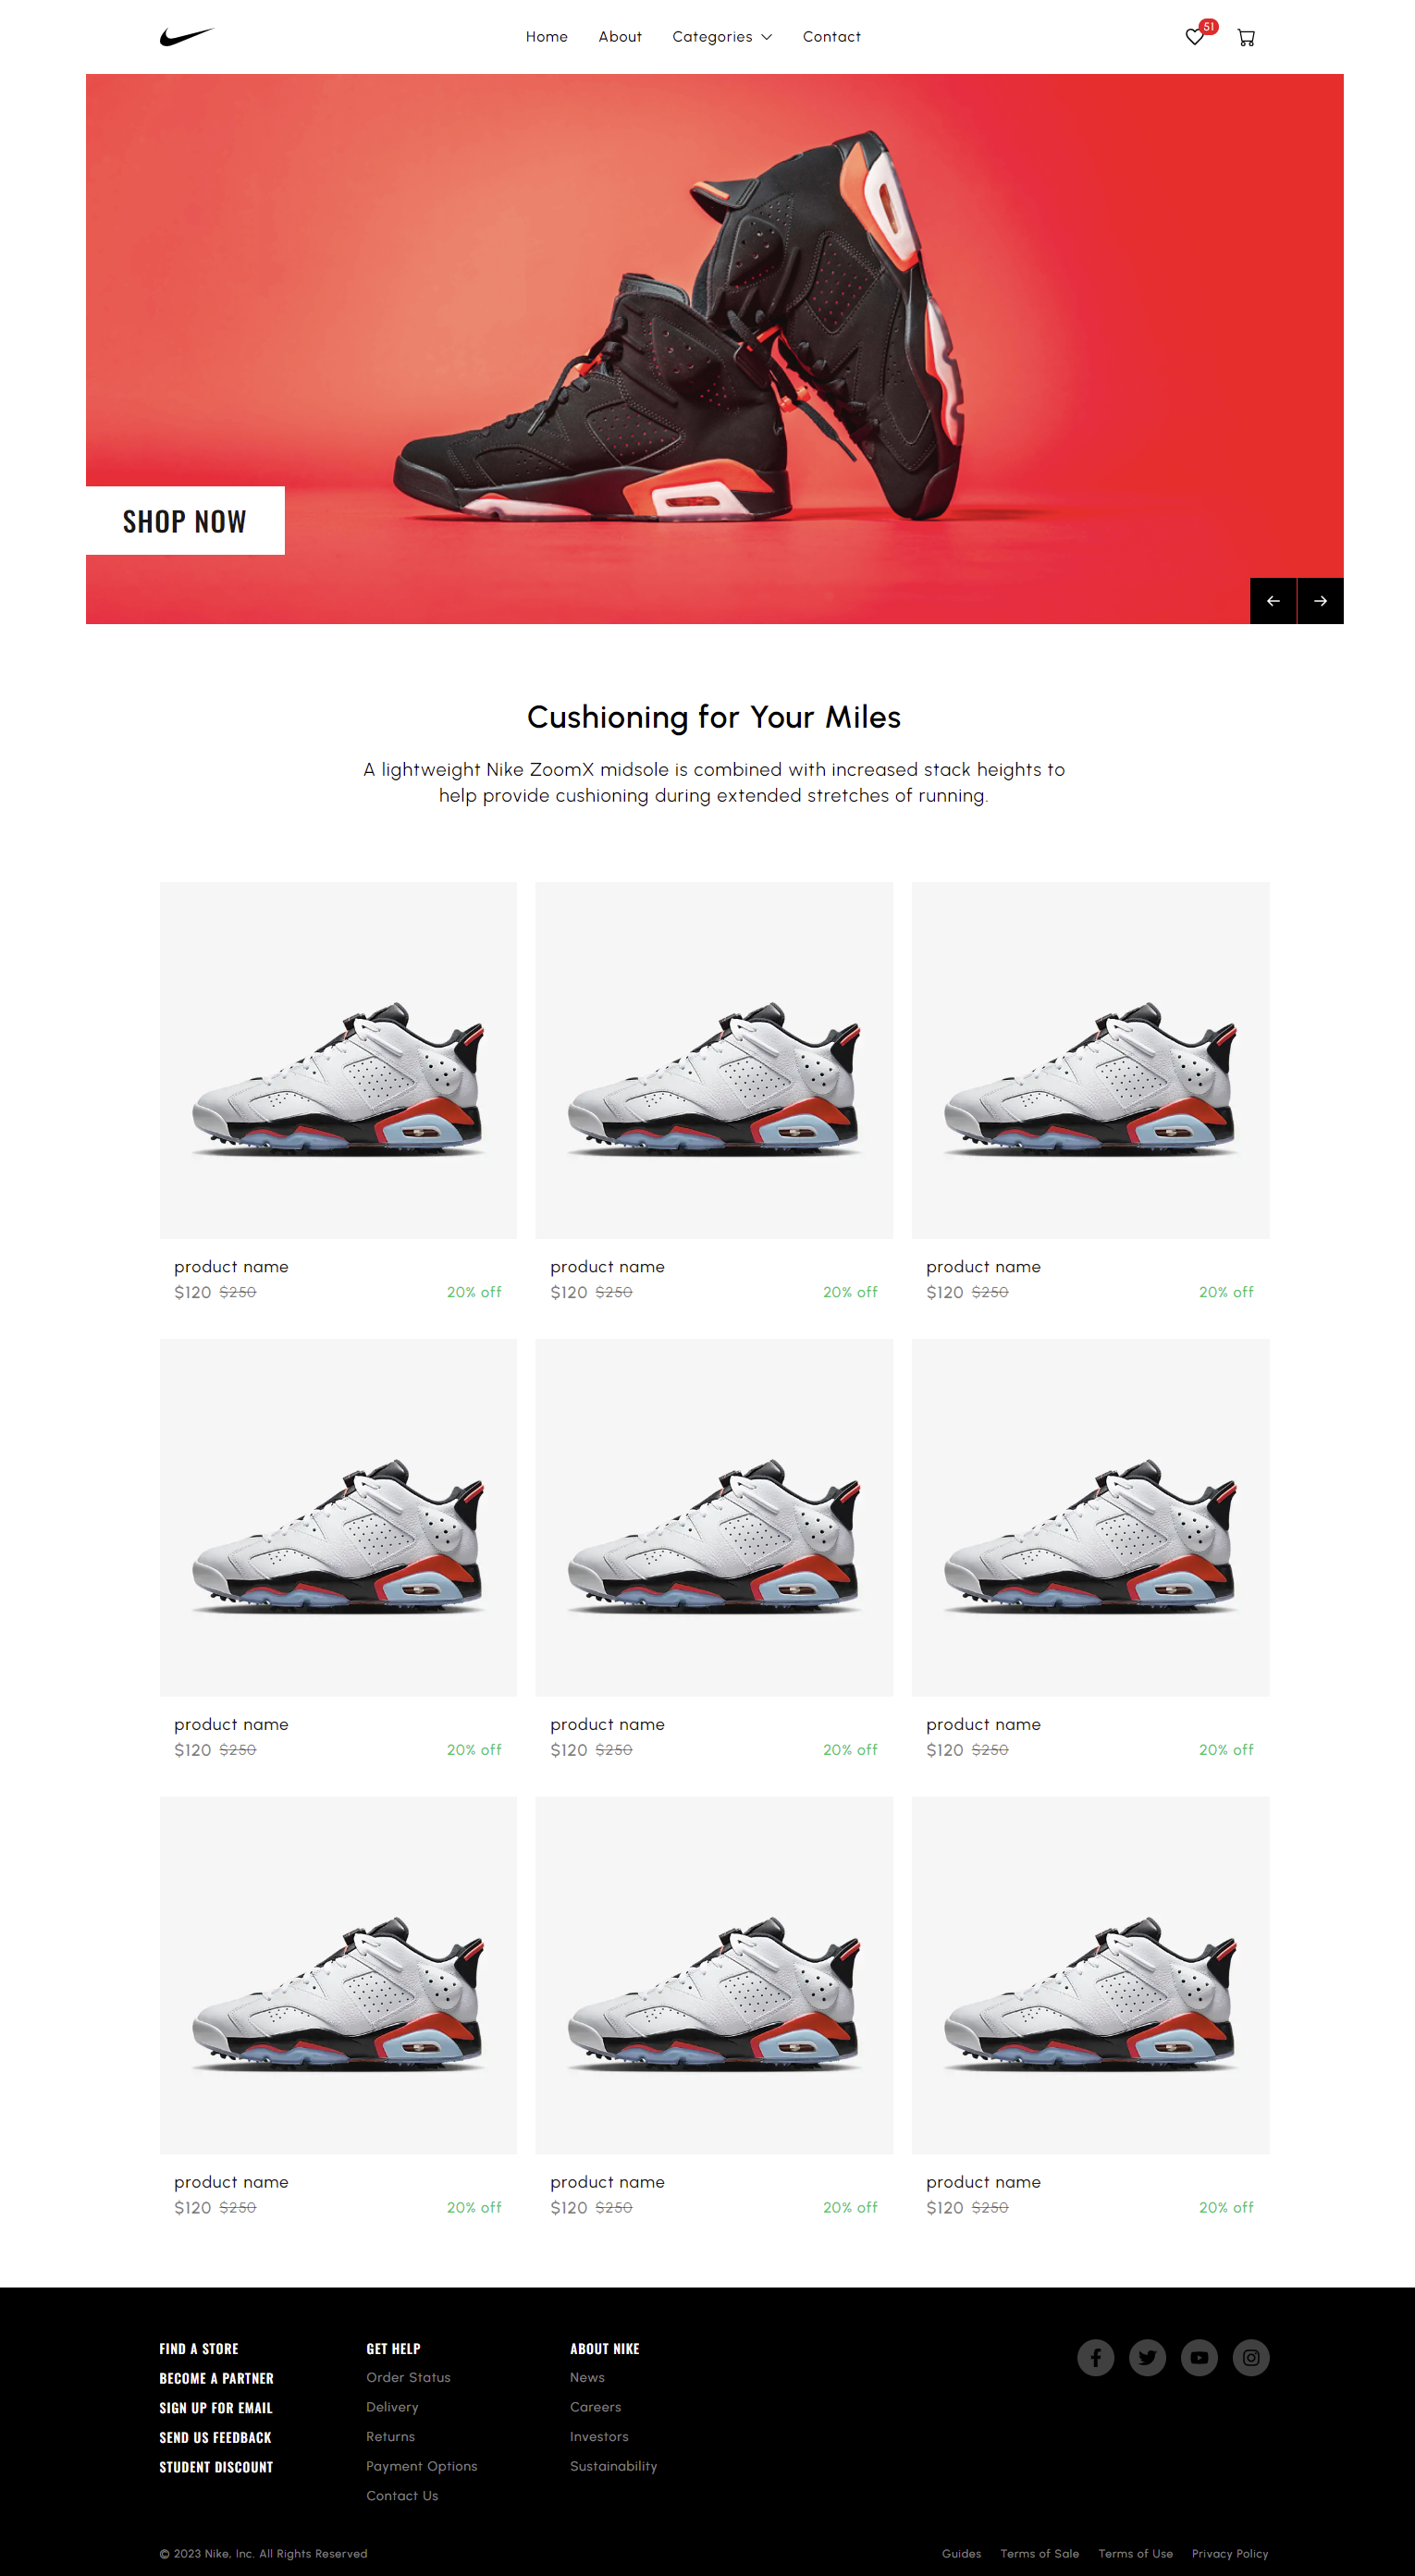 Home About Categories Contact 51
SHOP NOW
Cushioning for Your Miles
A lightweight Nike ZoomX midsole is combined with increased stack heights to
help provide cushioning during extended stretches of running.
product name product name product name
$120 $250 20% off $120 $250 20% off $120 $250 20% off
product name product name product name
$120 $250 20% off $120 $250 20% off $120 $250 20% off
product name product name product name
$120 $250 20% off $120 $250 20% off $120 $250 20% off
FIND A STORE
BECOME A PARTNER
SIGN UP FOR EMAIL
SEND US FEEDBACK
STUDENT DISCOUNT
GET HELP
Order Status
Delivery
Returns
Payment Options
Contact Us
ABOUT NIKE
News
Careers
Investors
Sustainability
© 2023 Nike, Inc. All Rights Reserved
Guides Terms of Sale Terms of Use Privacy Policy